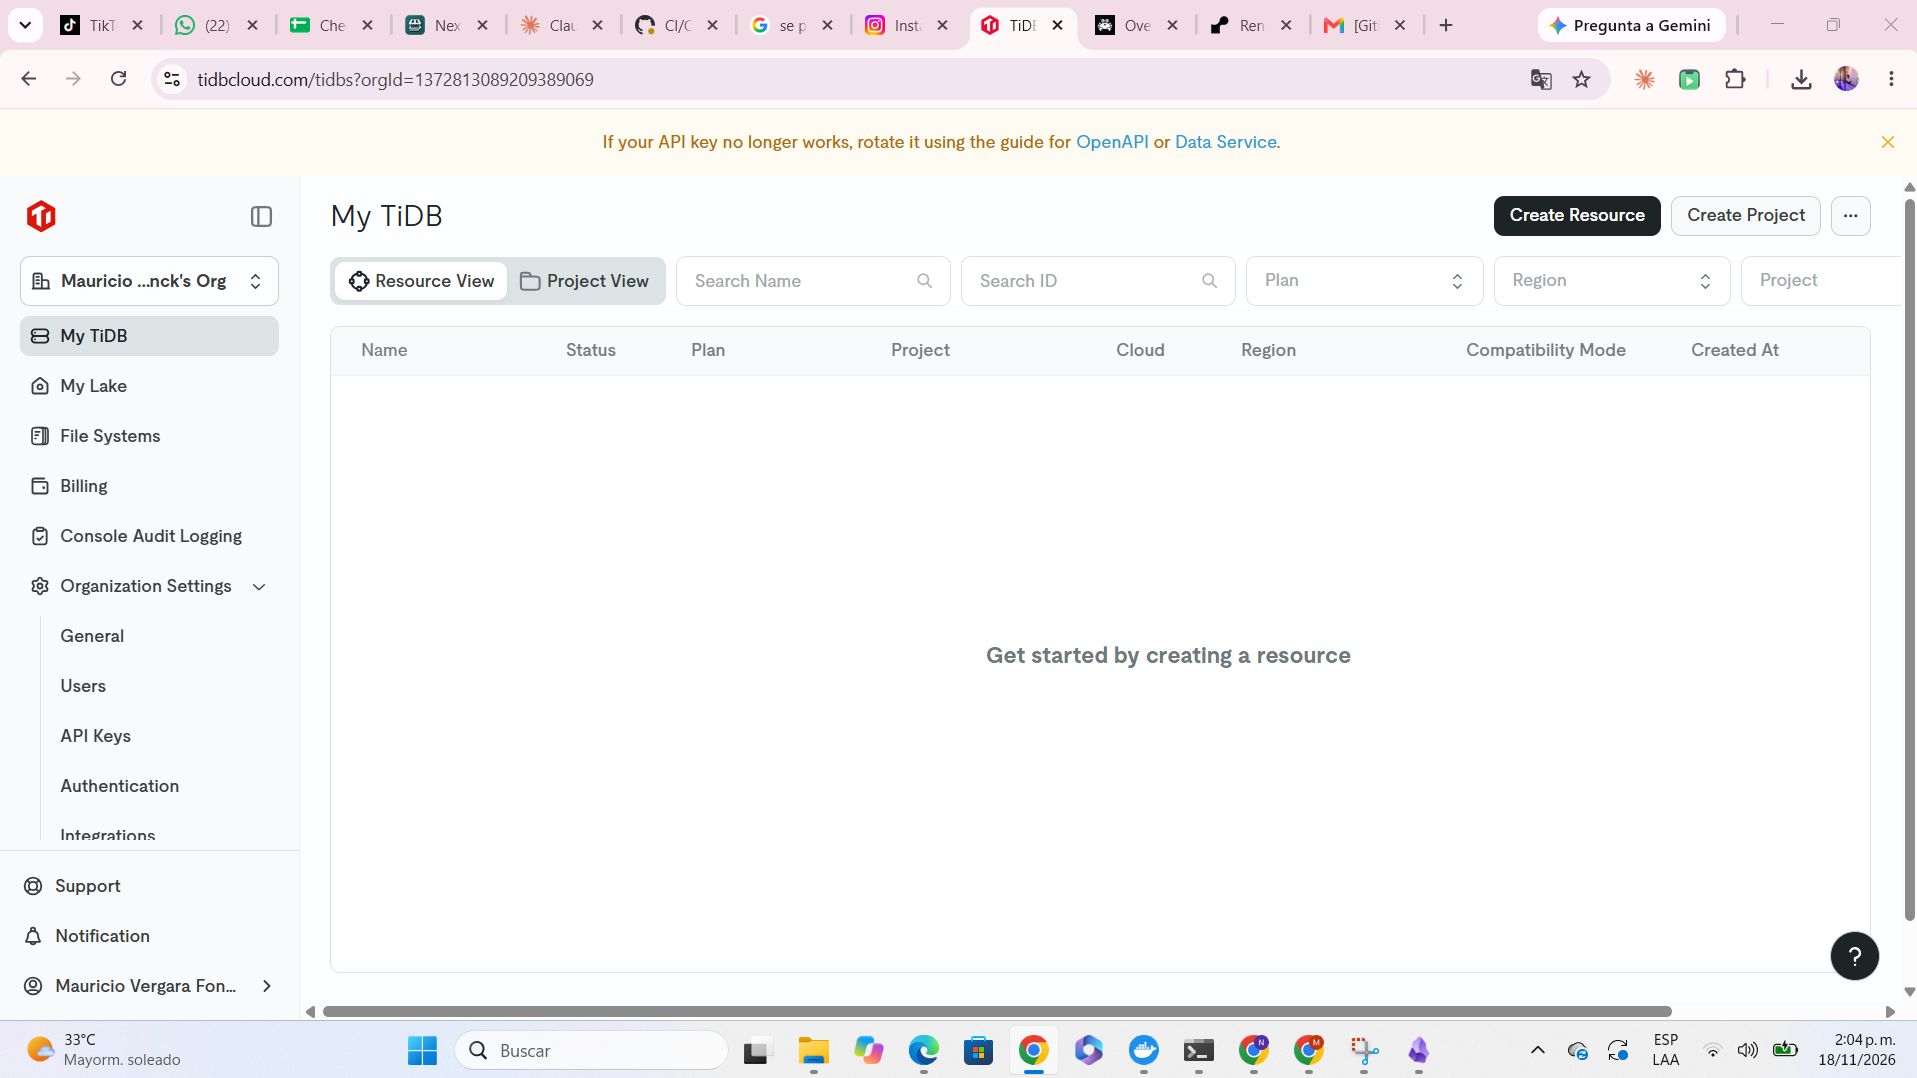 TikT
(22)
Che
Nex
Clau
CI/C
se p
Inst
TiDB
Ove
Ren
[Git
Pregunta a Gemini
tidbcloud.com/tidbs?orgId=1372813089209389069
If your API key no longer works, rotate it using the guide for OpenAPI or Data Service.
Mauricio ...nck's Org
My TiDB
My Lake
File Systems
Billing
Console Audit Logging
Organization Settings
General
Users
API Keys
Authentication
Integrations
Support
Notification
Mauricio Vergara Fon...
My TiDB
Create Resource
Create Project
Resource View
Project View
Search Name
Search ID
Plan
Region
Project
Name Status Plan Project Cloud Region Compatibility Mode Created At
Get started by creating a resource
?
33°C
Mayorm. soleado
Buscar
N
M
ESP
LAA
2:04 p. m.
18/11/2026